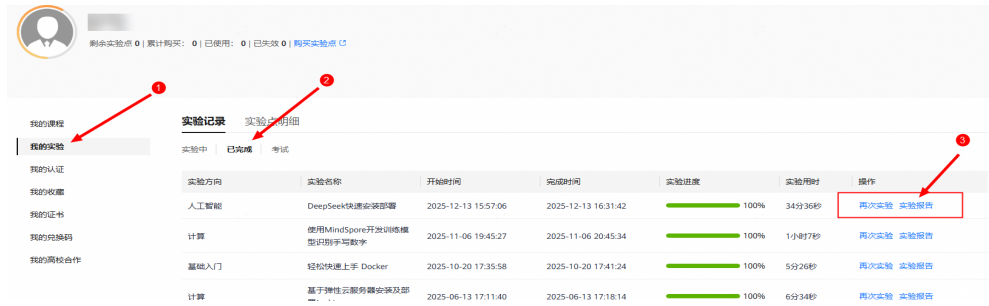 剩余实验点 0 | 累计购买： 0 | 已使用： 0 | 已失效 0 | 购买实验点
1
2
我的课程
实验记录 实验点明细
我的实验
实验中 已完成 考试
3
我的认证
实验方向 实验名称 开始时间 完成时间 实验进度 实验用时 操作
我的收藏
人工智能 DeepSeek快速安装部署 2025-12-13 15:57:06 2025-12-13 16:31:42 100% 34分36秒 再次实验 实验报告
我的证书
使用MindSpore开发训练模
我的兑换码
计算 2025-11-06 19:45:27 2025-11-06 20:45:34 100% 1小时7秒 再次实验 实验报告
型识别手写数字
我的高校合作
基础入门 轻松快速上手 Docker 2025-10-20 17:35:58 2025-10-20 17:41:24 100% 5分26秒 再次实验 实验报告
基于弹性云服务器安装及部
计算 2025-06-13 17:11:40 2025-06-13 17:18:14 100% 6分34秒 再次实验 实验报告